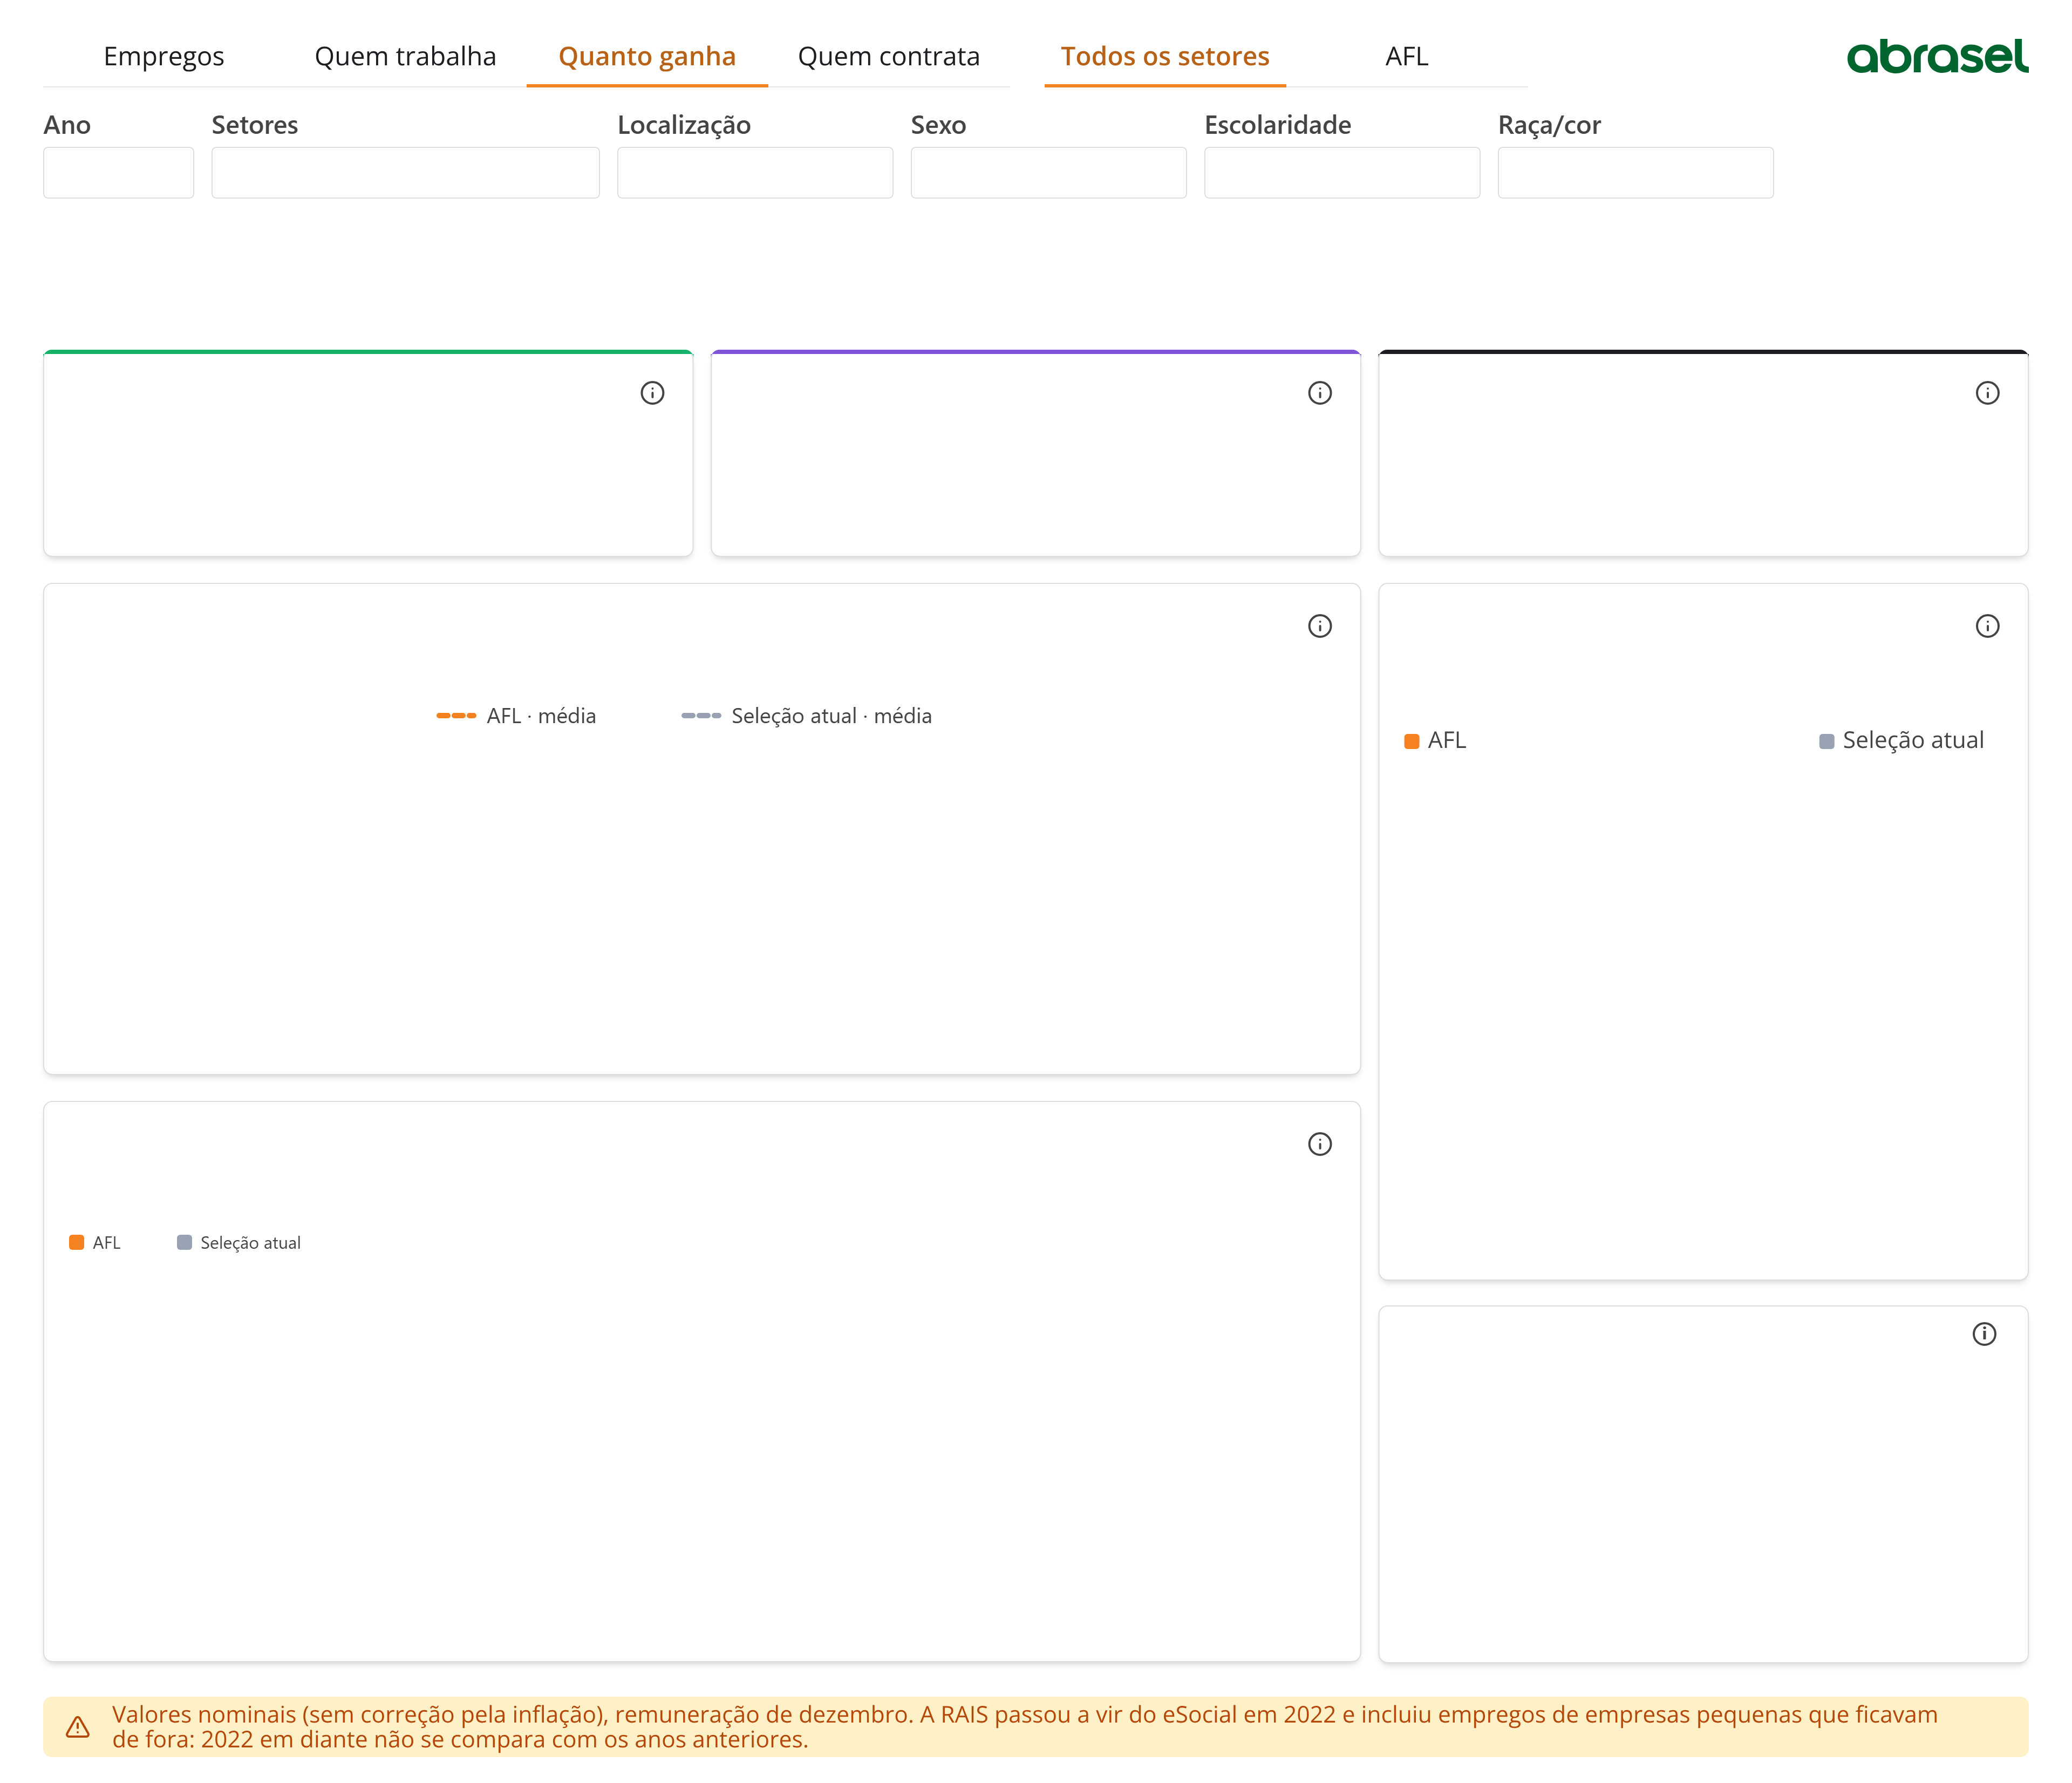 Empregos Quem trabalha Quanto ganha Quem contrata Todos os setores AFL abrasel
Ano Setores Localização Sexo Escolaridade Raça/cor
AFL · média Seleção atual · média
AFL Seleção atual
AFL Seleção atual
Valores nominais (sem correção pela inflação), remuneração de dezembro. A RAIS passou a vir do eSocial em 2022 e incluiu empregos de empresas pequenas que ficavam
de fora: 2022 em diante não se compara com os anos anteriores.